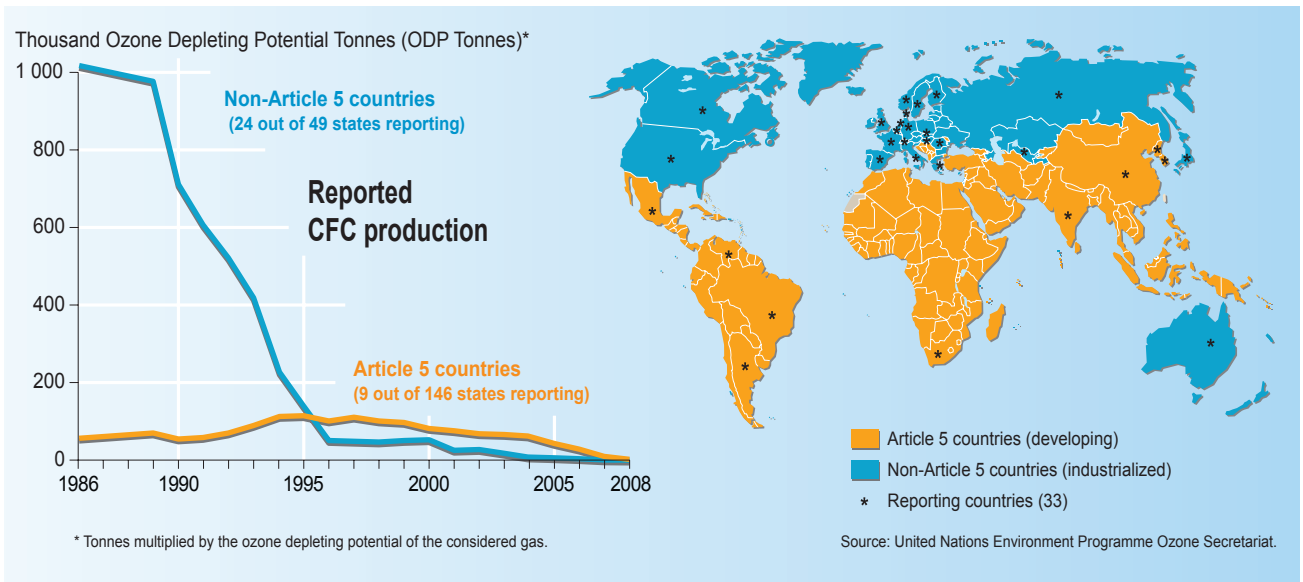 Thousand Ozone Depleting Potential Tonnes (ODP Tonnes)*
1 000
800
600
400
200
0
1986
1990
1995
2000
2005
2008
Non-Article 5 countries
(24 out of 49 states reporting)
Reported
CFC production
Article 5 countries
(9 out of 146 states reporting)
* Tonnes multiplied by the ozone depleting potential of the considered gas.
Article 5 countries (developing)
Non-Article 5 countries (industrialized)
* Reporting countries (33)
Source: United Nations Environment Programme Ozone Secretariat.